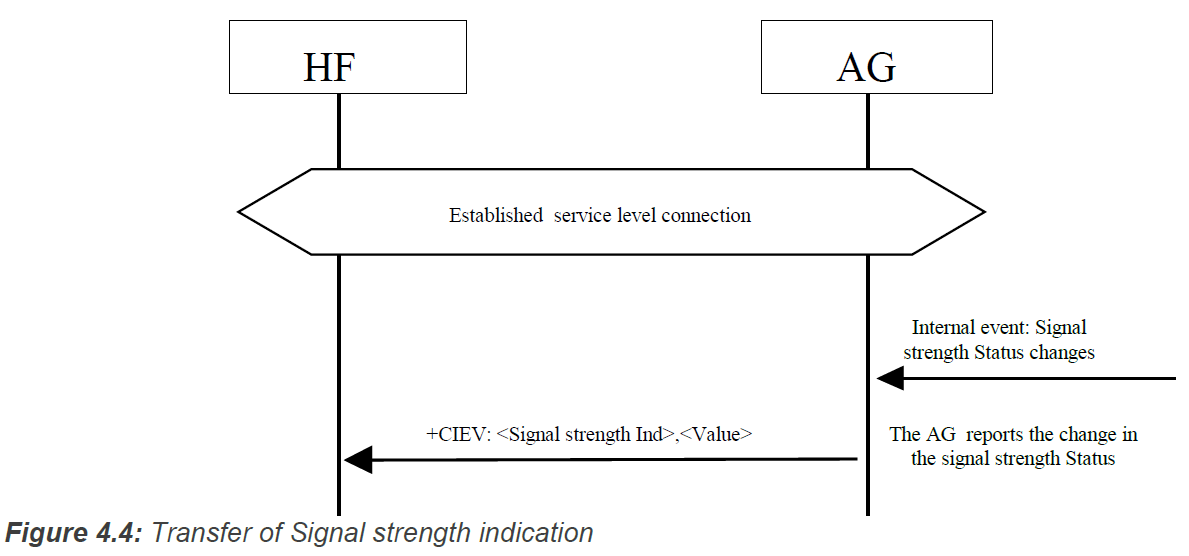 HF
AG
Established service level connection
Internal event: Signal
strength Status changes
+CIEV: <Signal strength Ind>,<Value>
The AG reports the change in
the signal strength Status
Figure 4.4: Transfer of Signal strength indication